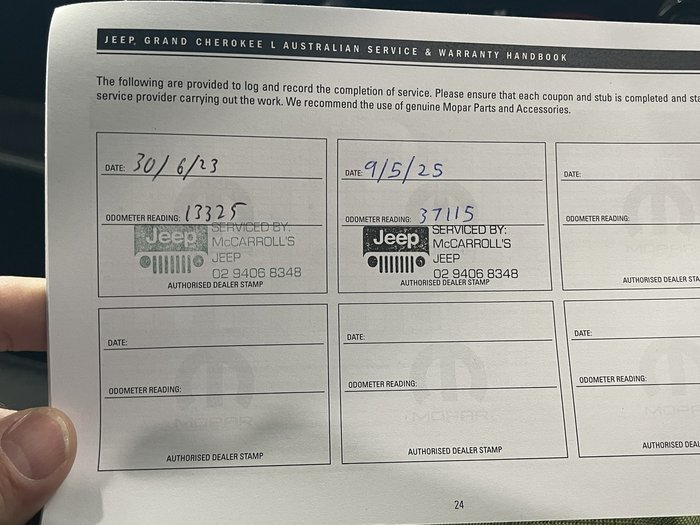 JEEP. GRAND CHEROKEE L AUSTRALIAN SERVICE & WARRANTY HANDBOOK
The following are provided to log and record the completion of service. Please ensure that each coupon and stub is completed and sta
service provider carrying out the work. We recommend the use of genuine Mopar Parts and Accessories.
DATE: 30/6/23
ODOMETER READING: 13325
Jeep
SERVICED BY:
McCARROLL'S
JEEP
02 9406 8348
AUTHORISED DEALER STAMP
DATE: 9/5/25
ODOMETER READING: 37115
Jeep
SERVICED BY:
McCARROLL'S
JEEP
02 9406 8348
AUTHORISED DEALER STAMP
DATE:
ODOMETER READING:
AUTHORISED DEALER STA
DATE:
ODOMETER READING:
MOPAR
AUTHORISED DEALER STAMP
DATE:
ODOMETER READING:
MOPAR
AUTHORISED DEALER STAMP
DATE:
ODOMETER READING:
MOPAR
AUTHORISED DEAL
24